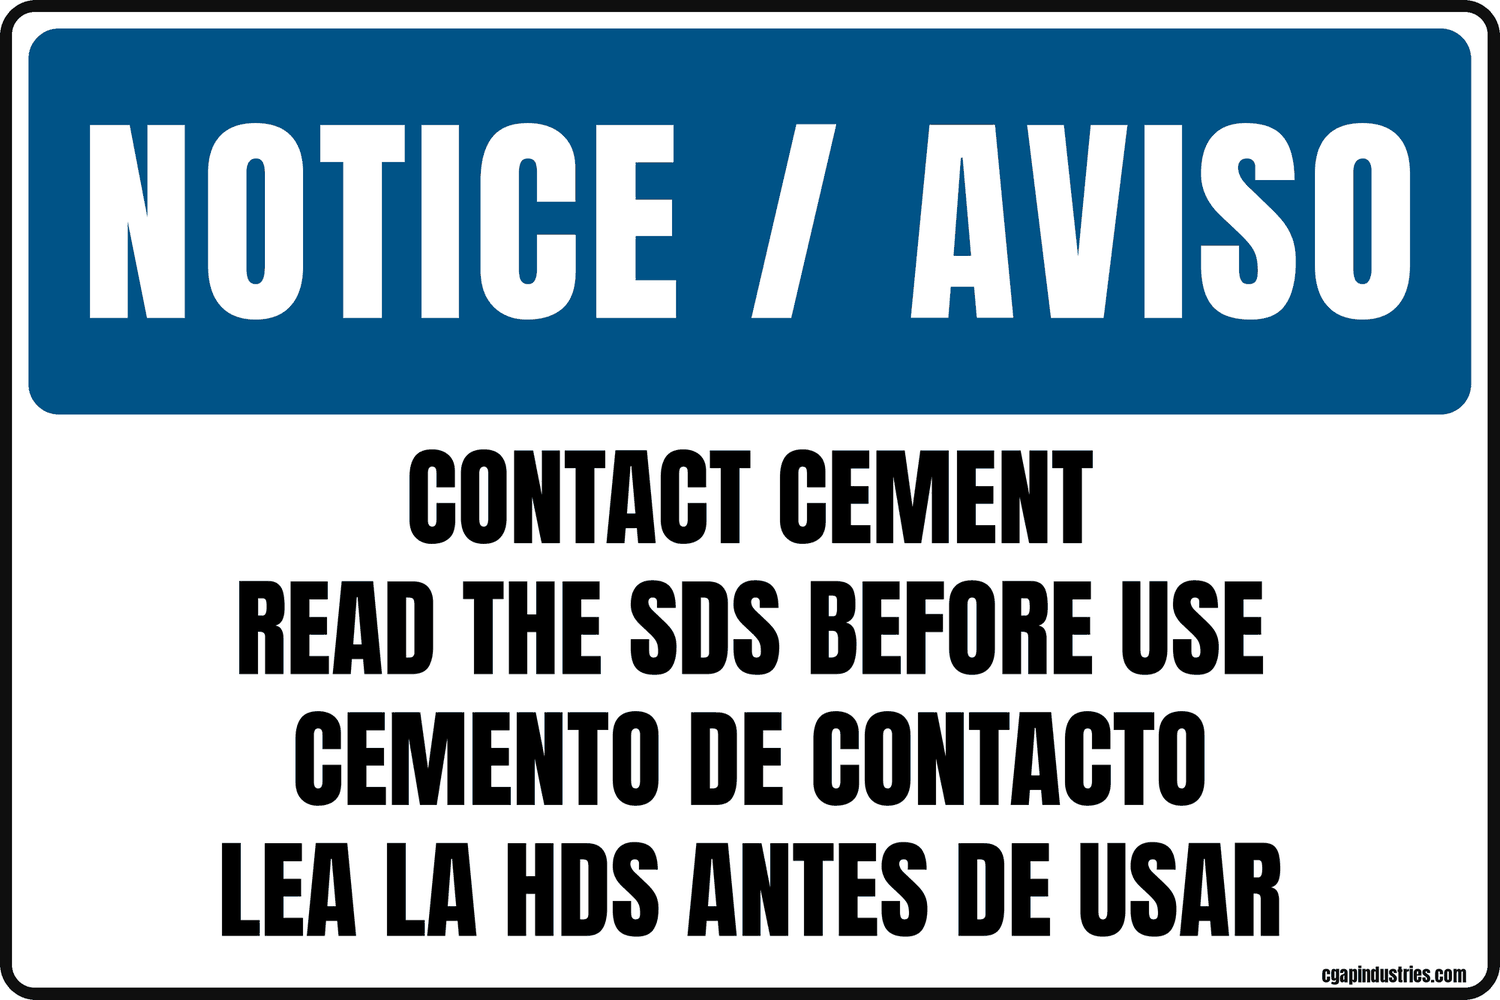 NOTICE / AVISO
CONTACT CEMENT
READ THE SDS BEFORE USE
CEMENTO DE CONTACTO
LEA LA HDS ANTES DE USAR
cgapindustries.com